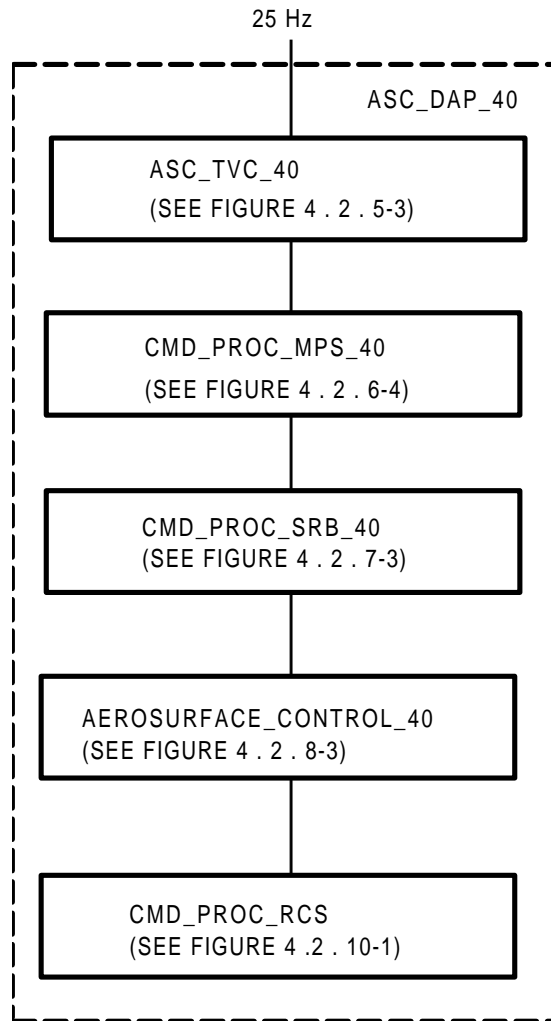 25 Hz
ASC_DAP_40
ASC_TVC_40
(SEE FIGURE 4 . 2 . 5-3)
CMD_PROC_MPS_40
(SEE FIGURE 4 . 2 . 6-4)
CMD_PROC_SRB_40
(SEE FIGURE 4 . 2 . 7-3)
AEROSURFACE_CONTROL_40
(SEE FIGURE 4 . 2 . 8-3)
CMD_PROC_RCS
(SEE FIGURE 4 .2 . 10-1)